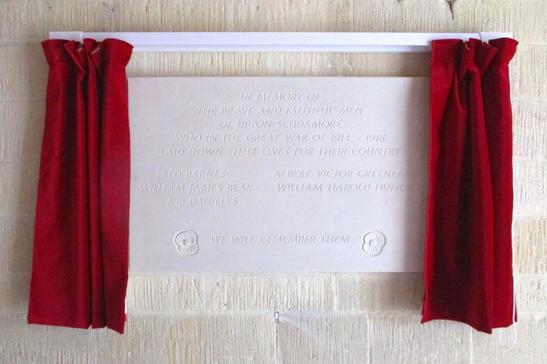 IN MEMORY OF
THE BRAVE AND FAITHFUL MEN
OF UPTON SCUDAMORE
WHO IN THE GREAT WAR OF 1914 - 1918
LAID DOWN THEIR LIVES FOR THEIR COUNTRY
FRED BARNES ALBERT VICTOR GREENLAND
WILLIAM JAMES BEAK WILLIAM HAROLD HINTON
JOB DANIELLS
WE WILL REMEMBER THEM